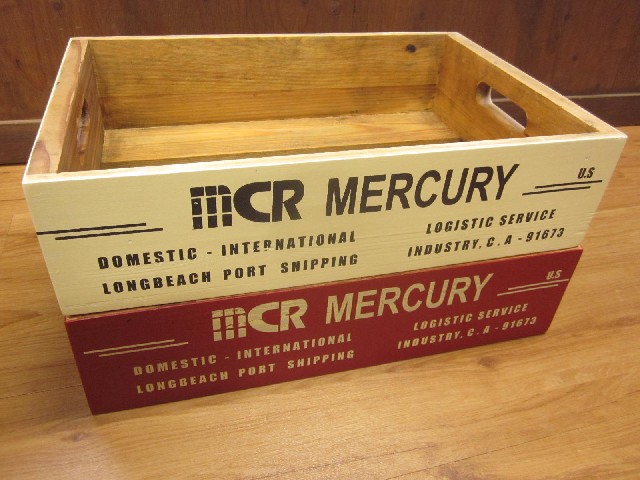 MCR MERCURY U.S
DOMESTIC - INTERNATIONAL
LONGBEACH PORT SHIPPING
LOGISTIC SERVICE
INDUSTRY, C. A - 91673
MCR MERCURY U.S
DOMESTIC - INTERNATIONAL
LONGBEACH PORT SHIPPING
LOGISTIC SERVICE
INDUSTRY, C. A - 91673